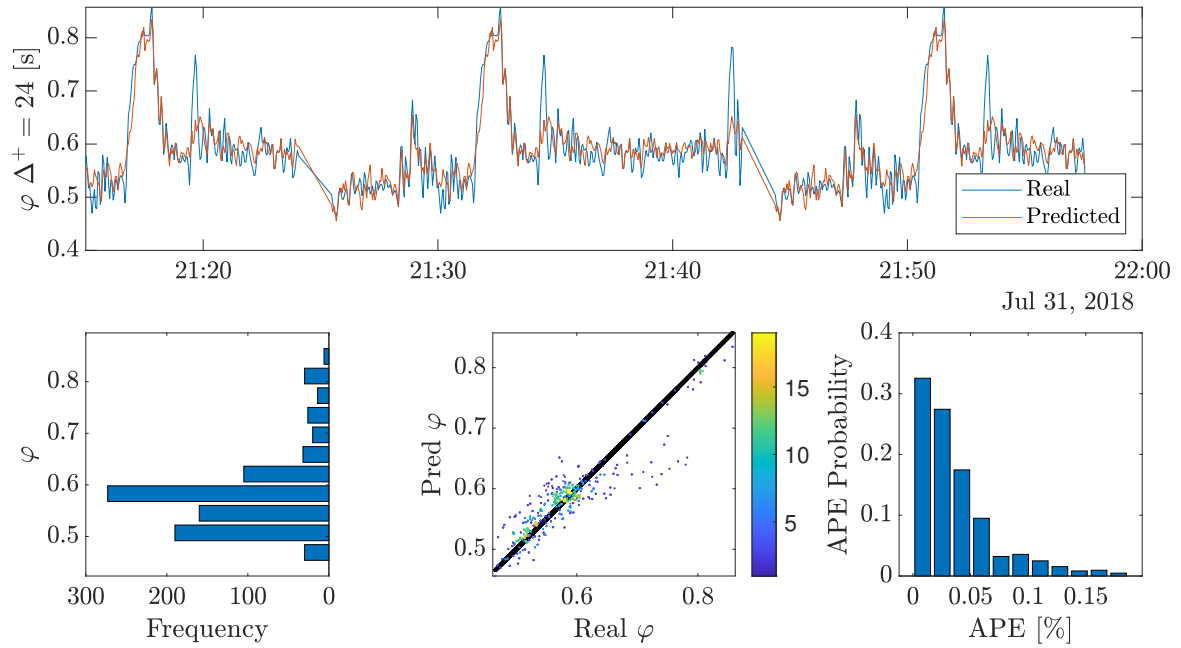 φ Δ⁺ = 24 [s]
0.8
0.7
0.6
0.5
0.4
Real
Predicted
21:20 21:30 21:40 21:50 22:00
Jul 31, 2018
φ
0.8
0.7
0.6
0.5
300 200 100 0
Frequency
Pred φ
0.8
0.7
0.6
0.5
0.6 0.8
Real φ
15
10
5
APE Probability
0.4
0.3
0.2
0.1
0
0 0.05 0.1 0.15
APE [%]